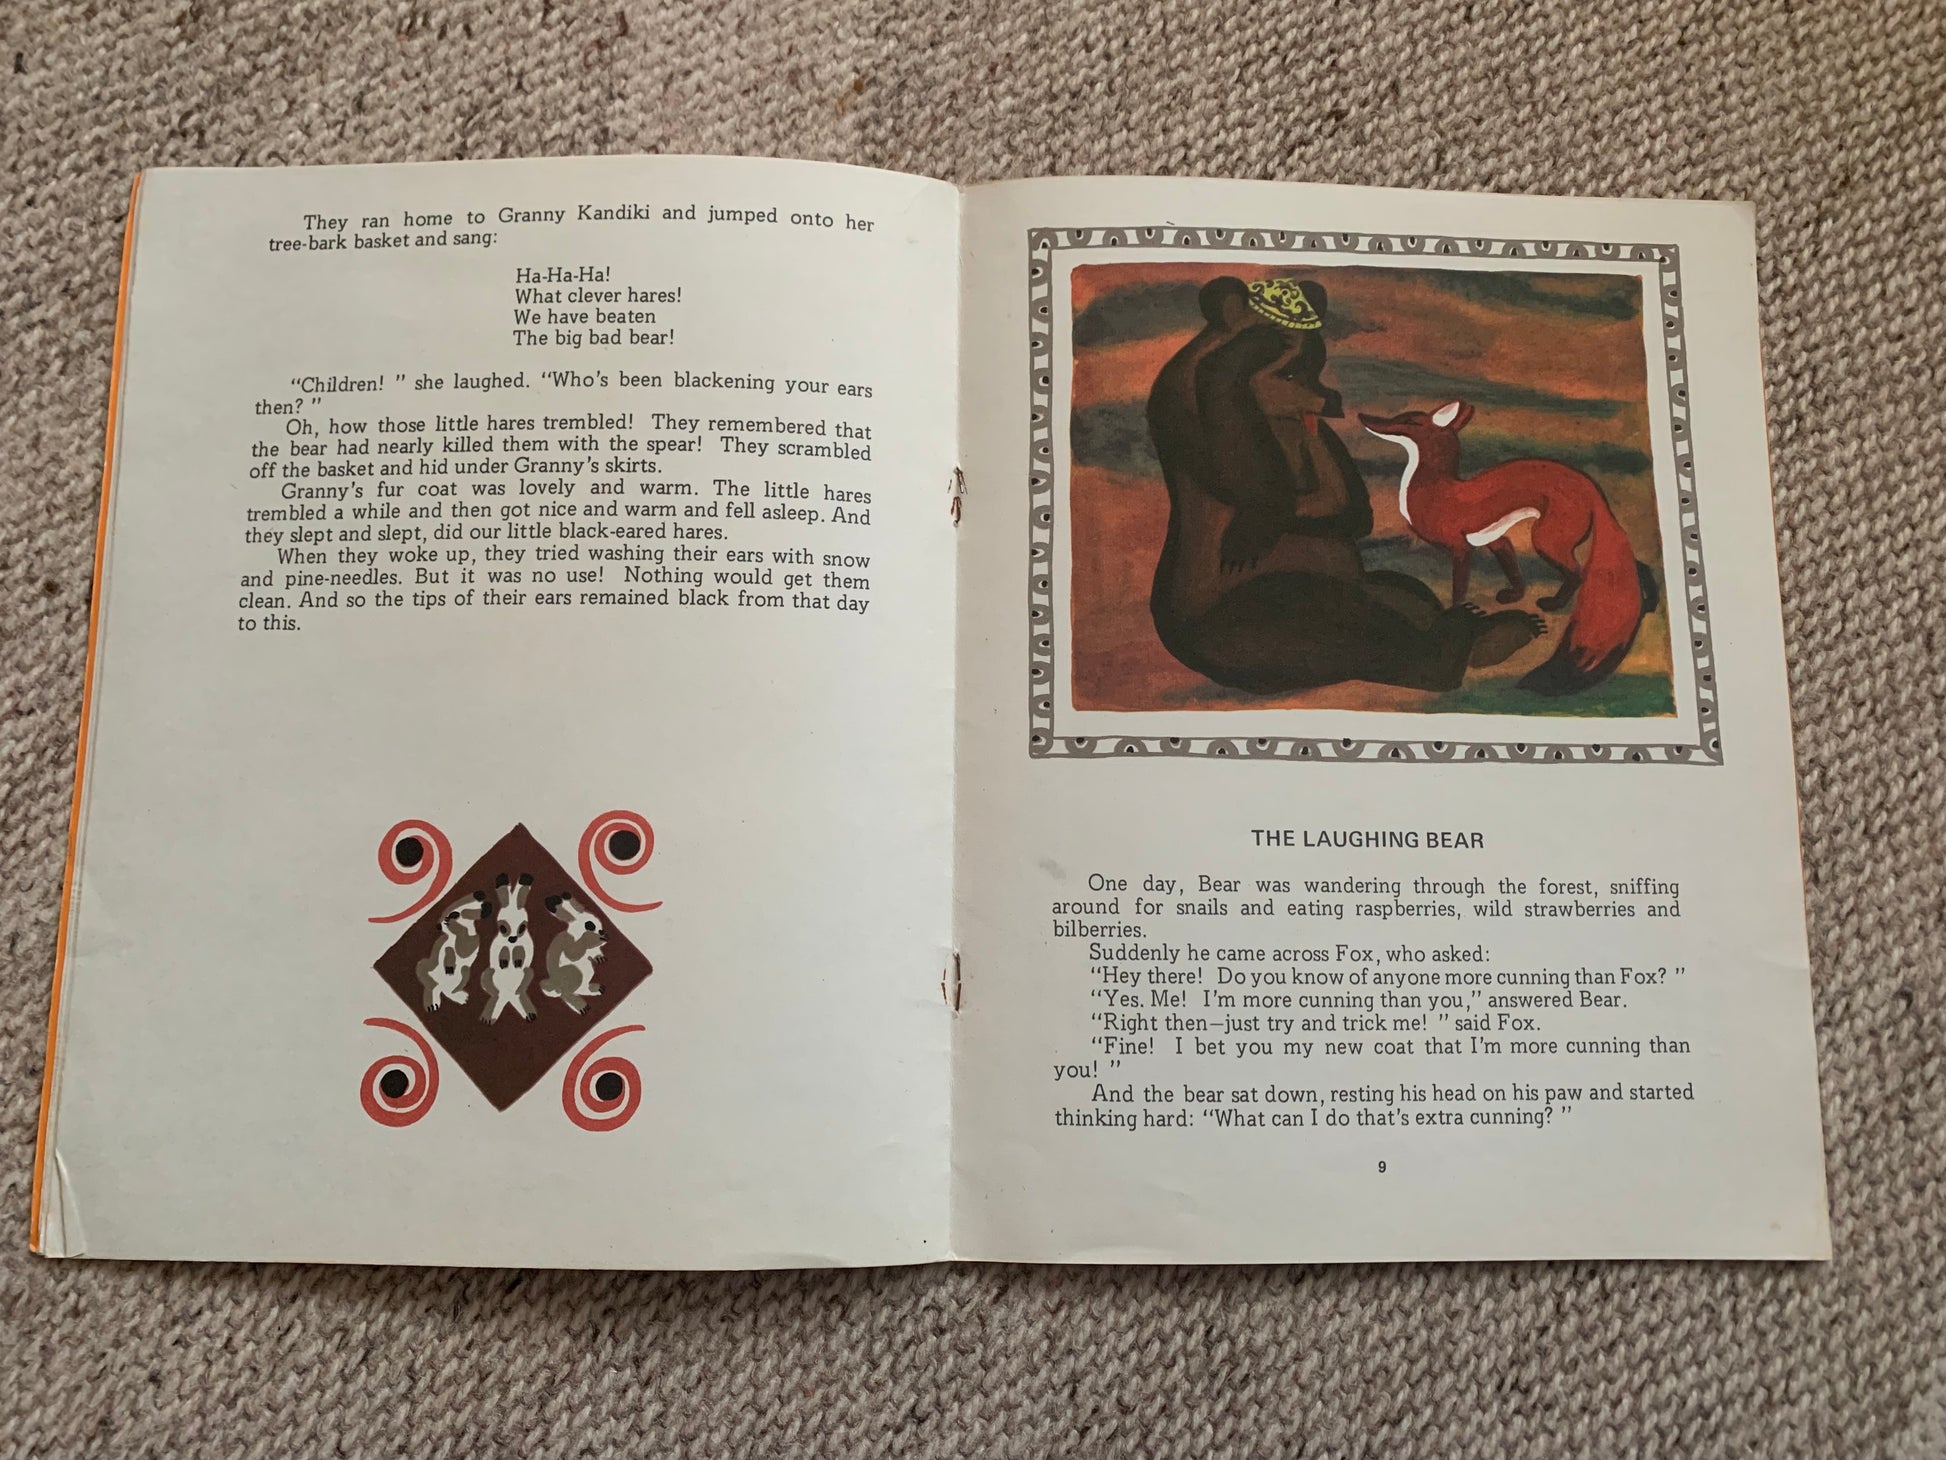 They ran home to Granny Kandiki and jumped onto her
tree-bark basket and sang:
Ha-Ha-Ha!
What clever hares!
We have beaten
The big bad bear!
“Children! ” she laughed. “Who's been blackening your ears
then? ”
Oh, how those little hares trembled! They remembered that
the bear had nearly killed them with the spear! They scrambled
off the basket and hid under Granny's skirts.
Granny's fur coat was lovely and warm. The little hares
trembled a while and then got nice and warm and fell asleep. And
they slept and slept, did our little black-eared hares.
When they woke up, they tried washing their ears with snow
and pine-needles. But it was no use! Nothing would get them
clean. And so the tips of their ears remained black from that day
to this.
THE LAUGHING BEAR
One day, Bear was wandering through the forest, sniffing
around for snails and eating raspberries, wild strawberries and
bilberries.
Suddenly he came across Fox, who asked:
“Hey there! Do you know of anyone more cunning than Fox? ”
“Yes. Me! I'm more cunning than you,” answered Bear.
“Right then—just try and trick me! ” said Fox.
“Fine! I bet you my new coat that I'm more cunning than
you! ”
And the bear sat down, resting his head on his paw and started
thinking hard: “What can I do that's extra cunning? ”
9